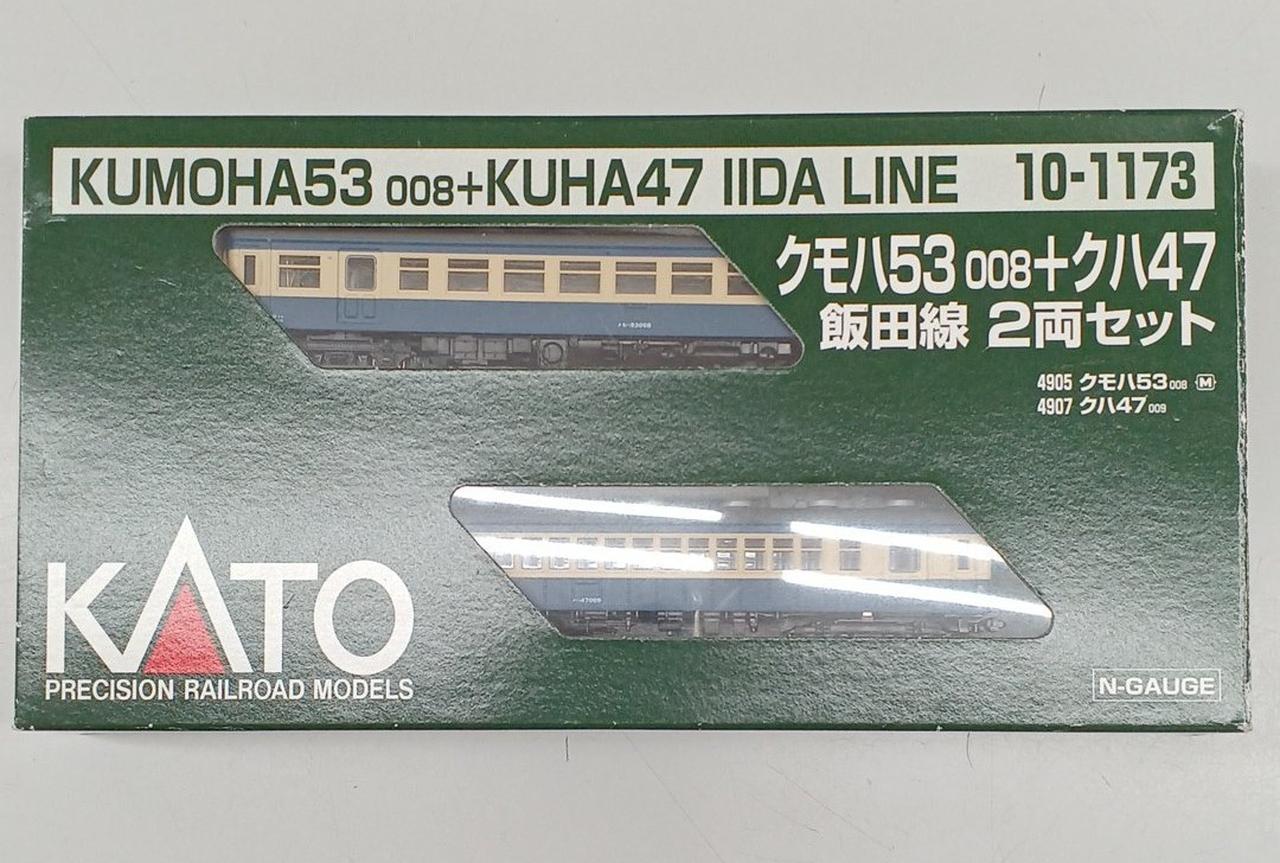 KUMOHA53 008+KUHA47 IIDA LINE 10-1173
クモハ53 008+クハ47
飯田線 2両セット
4905 クモハ53 008 M
4907 クハ47 009
KATO
PRECISION RAILROAD MODELS
N-GAUGE